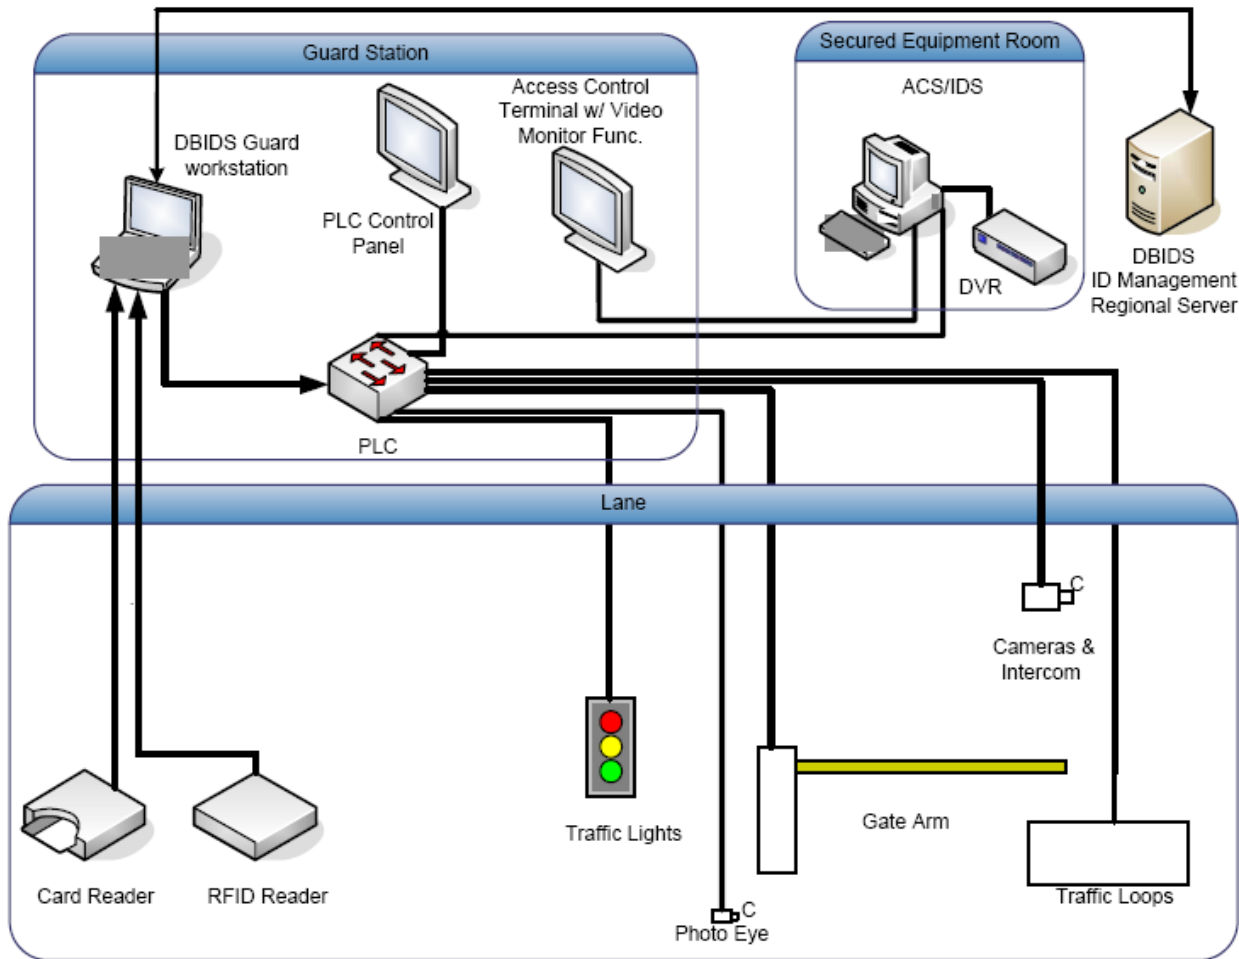 Guard Station
Secured Equipment Room
DBIDS Guard
workstation
PLC Control
Panel
Access Control
Terminal w/ Video
Monitor Func.
ACS/IDS
DVR
DBIDS
ID Management
Regional Server
PLC
Lane
C
Cameras &
Intercom
Traffic Lights
Gate Arm
Card Reader
RFID Reader
C
Photo Eye
Traffic Loops